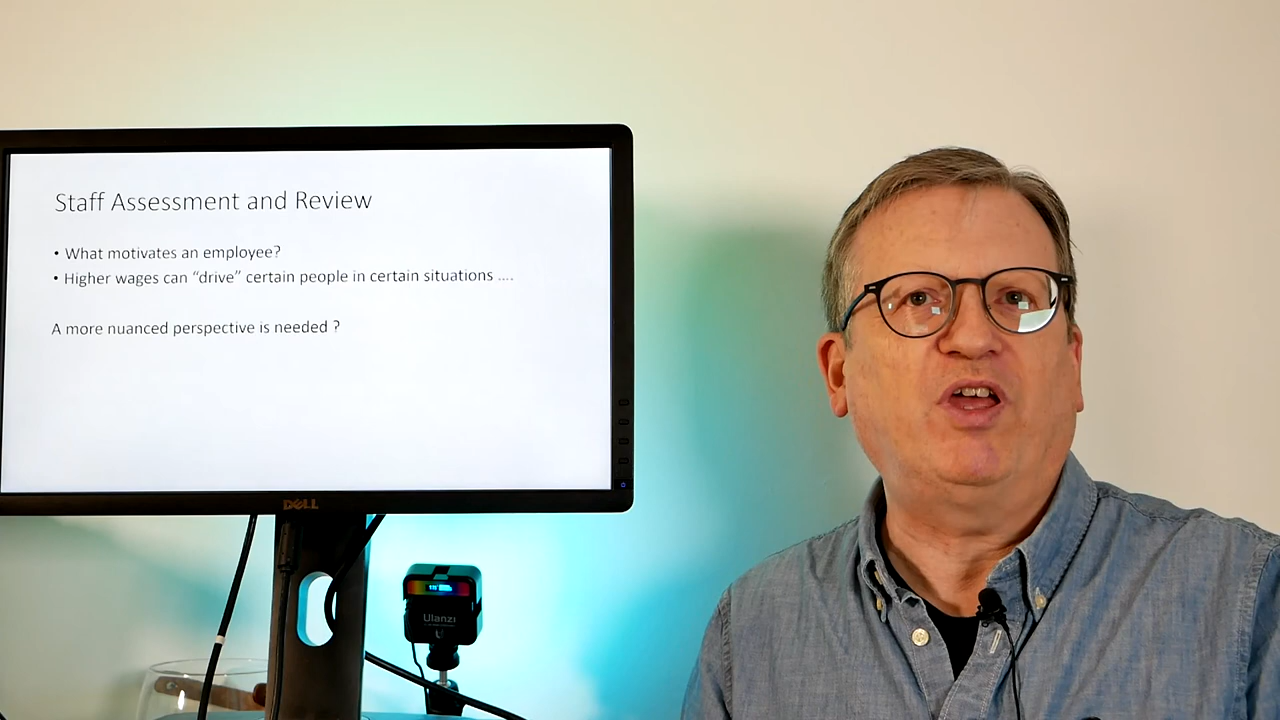 Staff Assessment and Review
• What motivates an employee?
• Higher wages can “drive” certain people in certain situations ....
A more nuanced perspective is needed ?
DELL
Ulanzi